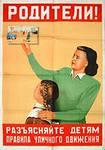 РОДИТЕЛИ!
РАЗЪЯСНЯЙТЕ ДЕТЯМ
ПРАВИЛА УЛИЧНОГО ДВИЖЕНИЯ